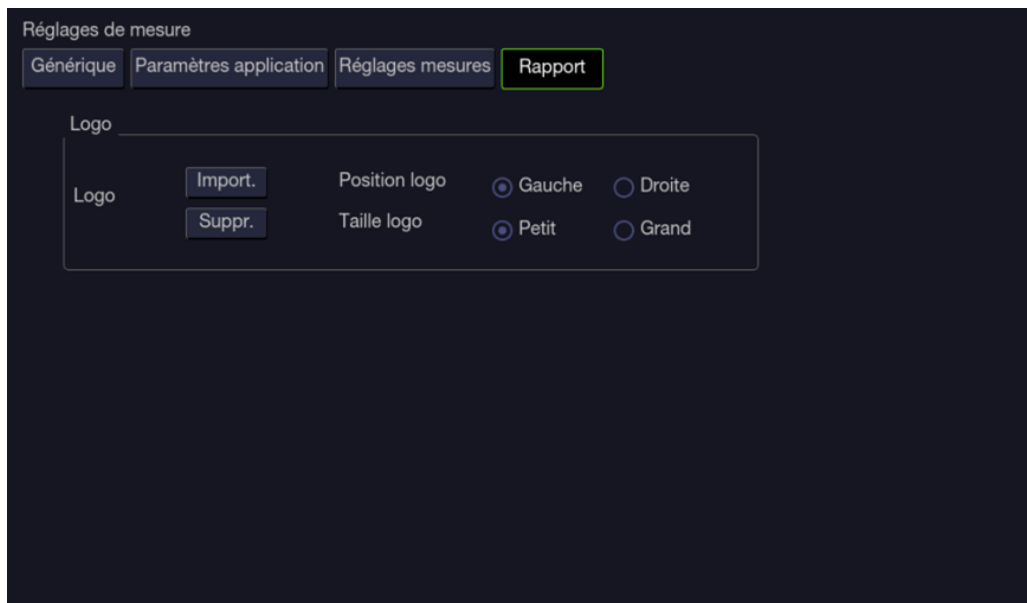 Réglages de mesure
Générique Paramètres application Réglages mesures Rapport
Logo
Logo Import. Position logo Gauche Droite
Suppr. Taille logo Petit Grand